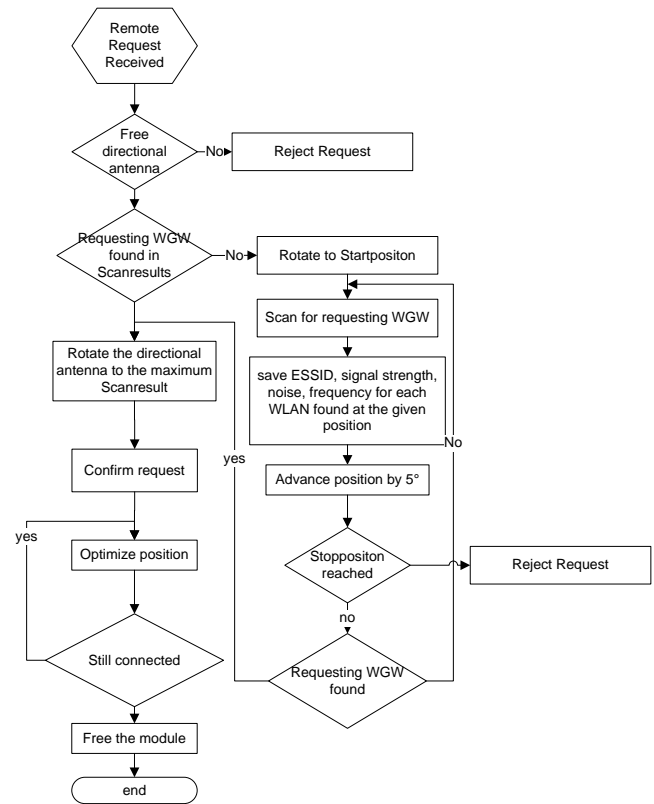 Remote
Request
Received
Free
directional
antenna
No
Reject Request
Requesting WGW
found in
Scanresults
No
Rotate to Startpositon
Scan for requesting WGW
Rotate the directional
antenna to the maximum
Scanresult
save ESSID, signal strength,
noise, frequency for each
WLAN found at the given
position
No
yes
Confirm request
Advance position by 5°
yes
Optimize position
Stoppositon
reached
Reject Request
no
Still connected
Requesting WGW
found
Free the module
end